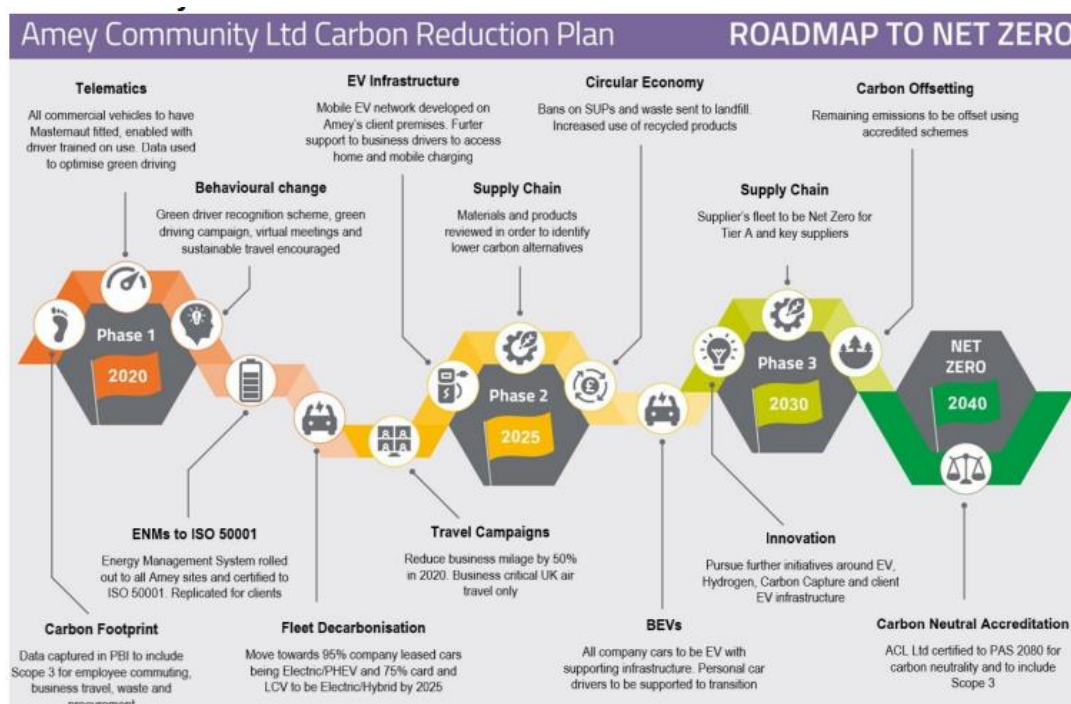 Amey Community Ltd Carbon Reduction Plan
ROADMAP TO NET ZERO
Telematics
All commercial vehicles to have
Masternaut fitted, enabled with
driver trained on use. Data used
to optimise green driving
Behavioural change
Green driver recognition scheme, green
driving campaign, virtual meetings and
sustainable travel encouraged
EV Infrastructure
Mobile EV network developed on
Amey's client premises. Furter
support to business drivers to access
home and mobile charging
Supply Chain
Materials and products
reviewed in order to identify
lower carbon alternatives
Circular Economy
Bans on SUPs and waste sent to landfill.
Increased use of recycled products
Supply Chain
Supplier's fleet to be Net Zero for
Tier A and key suppliers
Carbon Offsetting
Remaining emissions to be offset using
accredited schemes
Phase 1
2020
Phase 2
2025
£
Phase 3
2030
NET
ZERO
2040
Carbon Footprint
Data captured in PBI to include
Scope 3 for employee commuting,
business travel, waste and
procurement
ENMs to ISO 50001
Energy Management System rolled
out to all Amey sites and certified to
ISO 50001. Replicated for clients
Fleet Decarbonisation
Move towards 95% company leased cars
being Electric/PHEV and 75% card and
LCV to be Electric/Hybrid by 2025
Travel Campaigns
Reduce business milage by 50%
in 2020. Business critical UK air
travel only
BEVs
All company cars to be EV with
supporting infrastructure. Personal car
drivers to be supported to transition
Innovation
Pursue further initiatives around EV,
Hydrogen, Carbon Capture and client
EV infrastructure
Carbon Neutral Accreditation
ACL Ltd certified to PAS 2080 for
carbon neutrality and to include
Scope 3